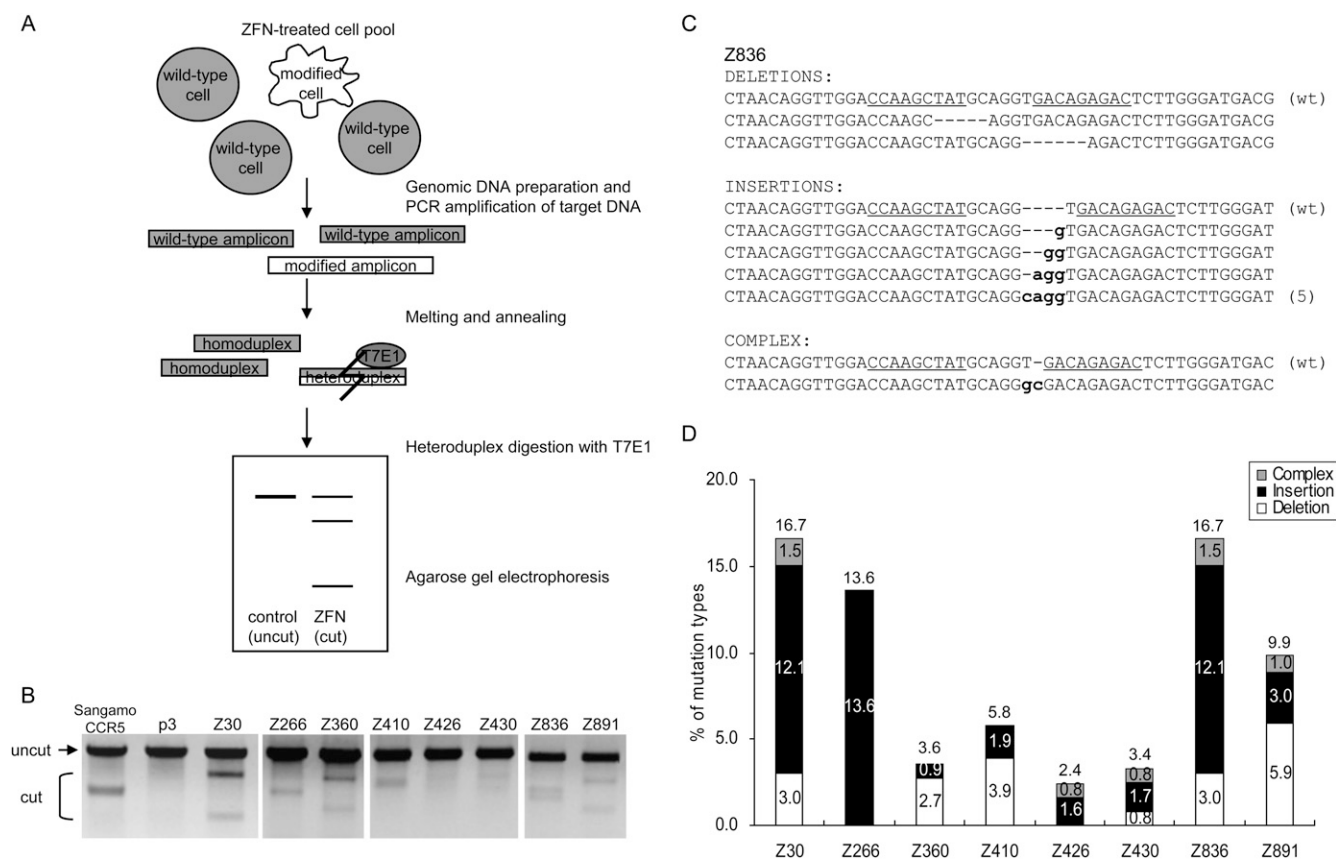 A
ZFN-treated cell pool
wild-type
cell
modified
cell
wild-type
cell
wild-type
cell
Genomic DNA preparation and
PCR amplification of target DNA
wild-type amplicon
wild-type amplicon
modified amplicon
Melting and annealing
homoduplex
homoduplex
T7E1
heteroduplex
Heteroduplex digestion with T7E1
Agarose gel electrophoresis
control
(uncut)
ZFN
(cut)
B
Sangamo
CCR5
p3
Z30
Z266
Z360
Z410
Z426
Z430
Z836
Z891
uncut
cut
C
Z836
DELETIONS:
CTAACAGGTTGGACCAAGCTATGCAGGTGACAGAGACTCTTGGGATGACG (wt)
CTAACAGGTTGGACCAAGC-----AGGTGACAGAGACTCTTGGGATGACG
CTAACAGGTTGGACCAAGCTATGCAGG------AGACTCTTGGGATGACG
INSERTIONS:
CTAACAGGTTGGACCAAGCTATGCAGG----TGACAGAGACTCTTGGGAT (wt)
CTAACAGGTTGGACCAAGCTATGCAGG---gTGACAGAGACTCTTGGGAT
CTAACAGGTTGGACCAAGCTATGCAGG--ggTGACAGAGACTCTTGGGAT
CTAACAGGTTGGACCAAGCTATGCAGG-aggTGACAGAGACTCTTGGGAT
CTAACAGGTTGGACCAAGCTATGCAGGcaggTGACAGAGACTCTTGGGAT (5)
COMPLEX:
CTAACAGGTTGGACCAAGCTATGCAGGT-GACAGAGACTCTTGGGATGAC (wt)
CTAACAGGTTGGACCAAGCTATGCAGGgcGACAGAGACTCTTGGGATGAC
D
% of mutation types
20.0
15.0
10.0
5.0
0.0
Complex
Insertion
Deletion
16.7
1.5
12.1
3.0
13.6
13.6
3.6
0.9
2.7
5.8
1.9
3.9
2.4
0.8
1.6
3.4
0.8
1.7
0.8
16.7
1.5
12.1
3.0
9.9
1.0
3.0
5.9
Z30
Z266
Z360
Z410
Z426
Z430
Z836
Z891